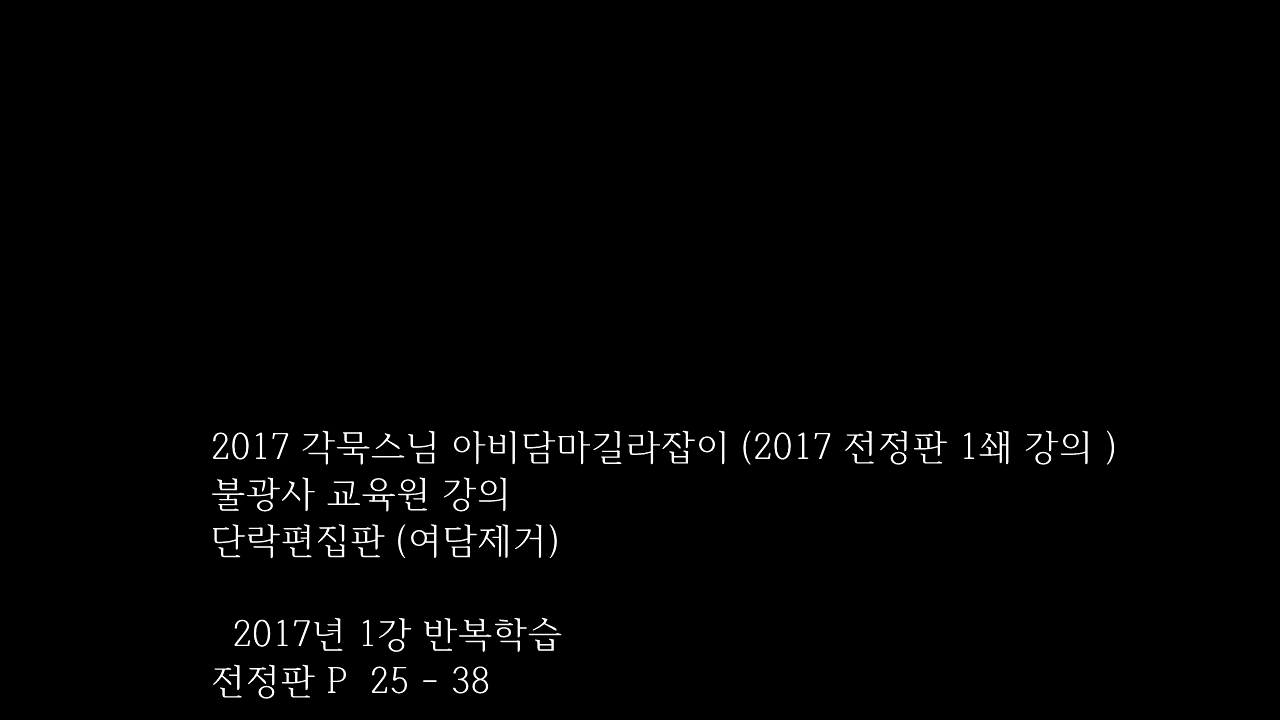 2017 각묵스님 아비담마길라잡이 (2017 전정판 1쇄 강의 )
불광사 교육원 강의
단락편집판 (여담제거)
2017년 1강 반복학습
전정판 P 25 - 38